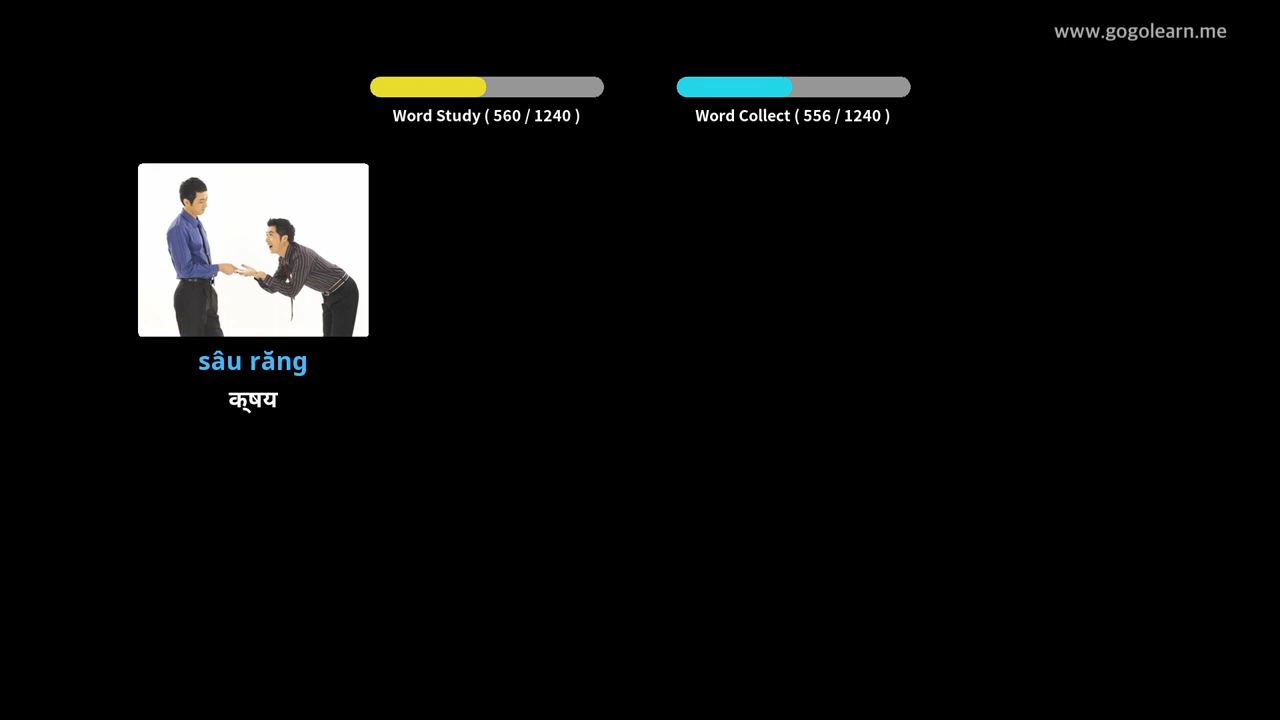 www.gogolearn.me
Word Study ( 560 / 1240 )
Word Collect ( 556 / 1240 )
sâu răng
क्षय